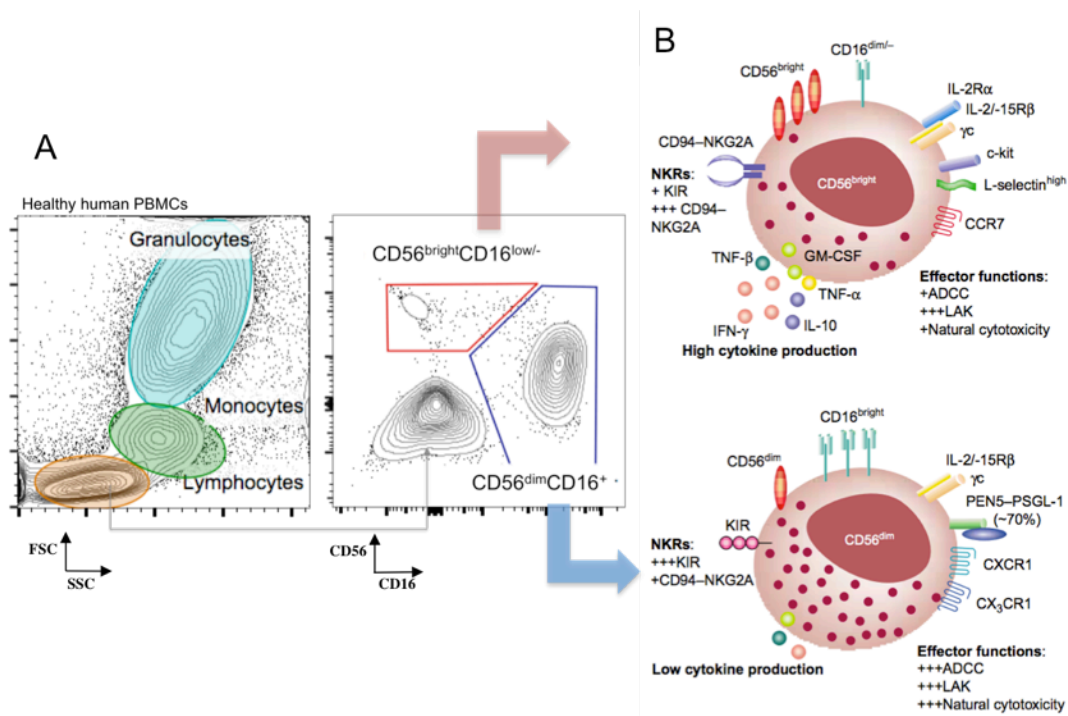 A
Healthy human PBMCs
Granulocytes
Monocytes
Lymphocytes
FSC
SSC
CD56brightCD16low/-
CD56dimCD16+
CD56
CD16
B
CD16dim/–
CD56bright
IL-2Rα
IL-2/-15Rβ
γc
c-kit
L-selectinhigh
CCR7
CD94–NKG2A
NKRs:
+ KIR
+++ CD94–
NKG2A
CD56bright
TNF-β
GM-CSF
TNF-α
IFN-γ
IL-10
High cytokine production
Effector functions:
+ADCC
+++LAK
+Natural cytotoxicity
CD16bright
CD56dim
IL-2/-15Rβ
γc
PEN5–PSGL-1
(~70%)
CXCR1
CX3CR1
KIR
NKRs:
+++KIR
+CD94–NKG2A
CD56dim
Low cytokine production
Effector functions:
+++ADCC
+++LAK
+++Natural cytotoxicity